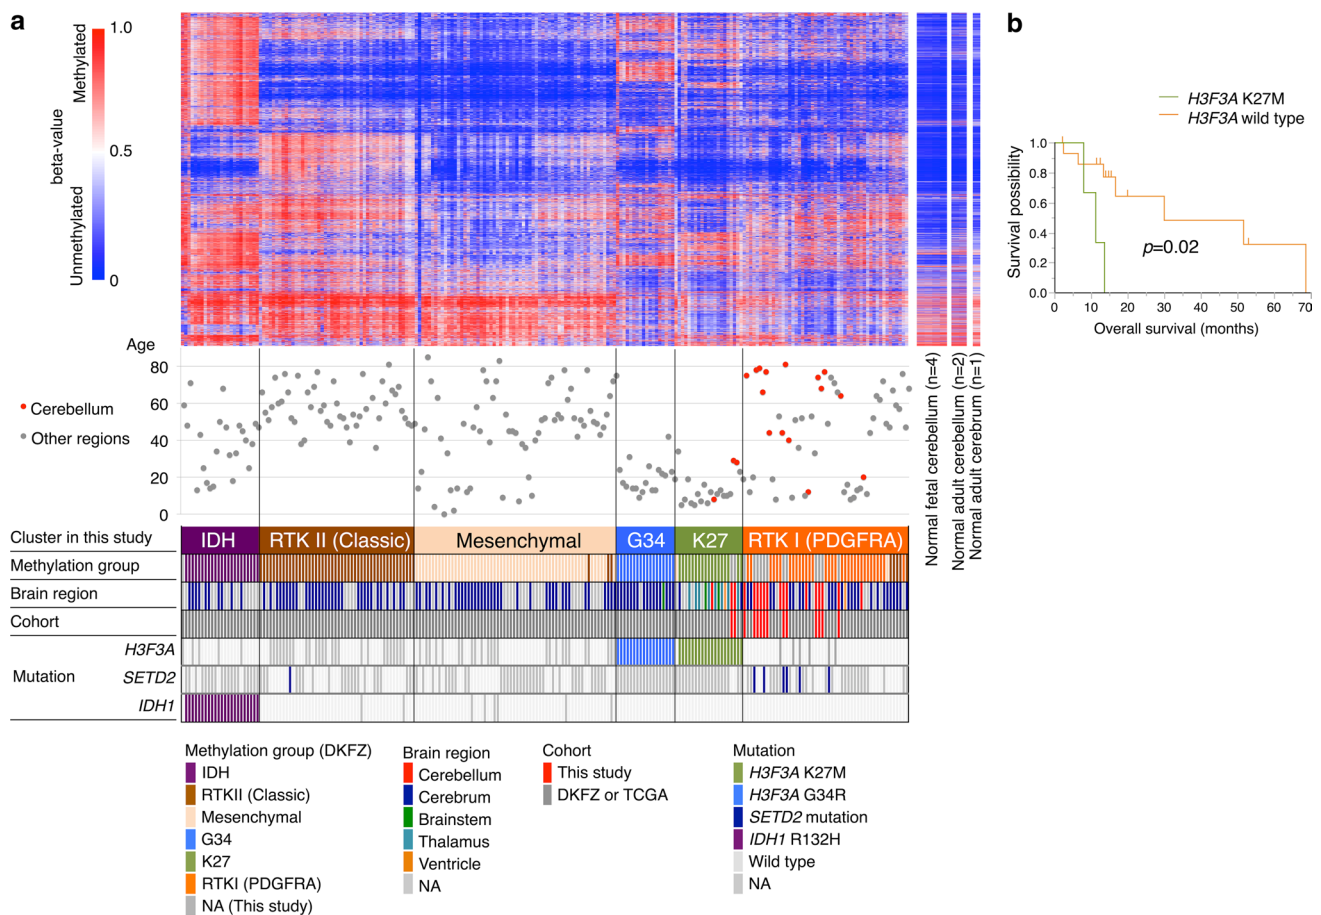 a
Methylated
beta-value
Unmethylated
1.0
0.5
0
Age
80
60
40
20
0
Cerebellum
Other regions
Normal fetal cerebellum (n=4)
Normal adult cerebellum (n=2)
Normal adult cerebrum (n=1)
Cluster in this study
IDH
RTK II (Classic)
Mesenchymal
G34
K27
RTK I (PDGFRA)
Methylation group
Brain region
Cohort
Mutation
H3F3A
SETD2
IDH1
Methylation group (DKFZ)
IDH
RTKII (Classic)
Mesenchymal
G34
K27
RTKI (PDGFRA)
NA (This study)
Brain region
Cerebellum
Cerebrum
Brainstem
Thalamus
Ventricle
NA
Cohort
This study
DKFZ or TCGA
Mutation
H3F3A K27M
H3F3A G34R
SETD2 mutation
IDH1 R132H
Wild type
NA
b
H3F3A K27M
H3F3A wild type
Survival possibility
1.0
0.8
0.6
0.4
0.2
0.0
p=0.02
0 10 20 30 40 50 60 70
Overall survival (months)